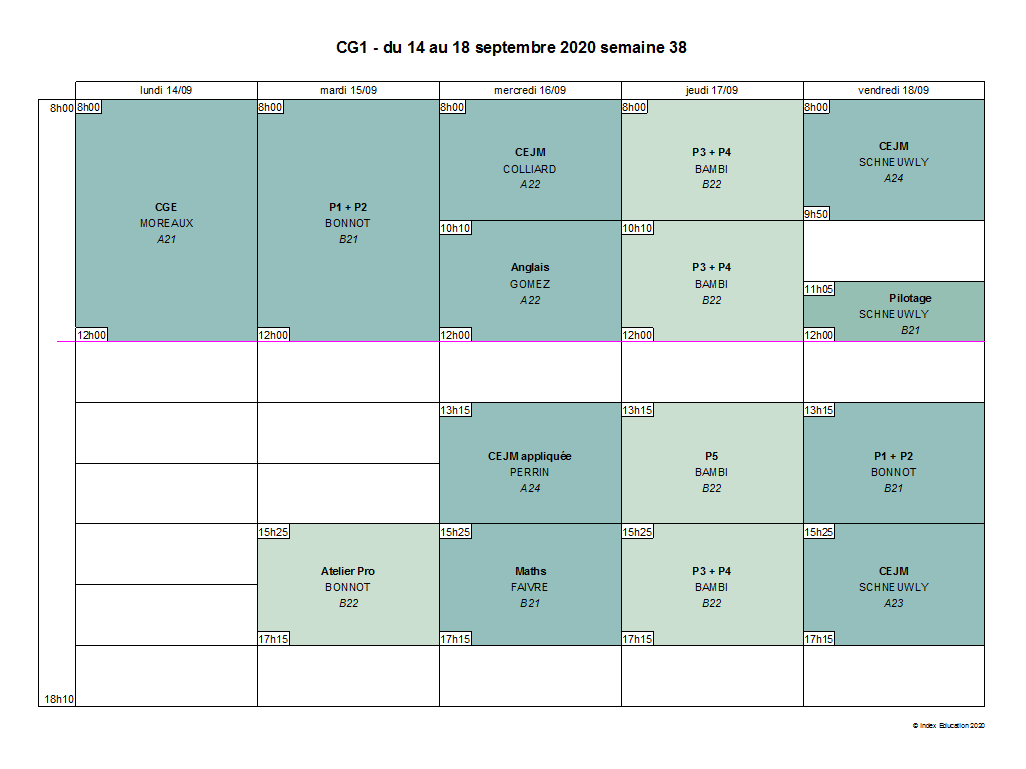 CG1 - du 14 au 18 septembre 2020 semaine 38
lundi 14/09
mardi 15/09
mercredi 16/09
jeudi 17/09
vendredi 18/09
8h00
8h00
CGE
MOREAUX
A21
12h00
8h00
P1 + P2
BONNOT
B21
12h00
15h25
Atelier Pro
BONNOT
B22
17h15
8h00
CEJM
COLLIARD
A22
10h10
Anglais
GOMEZ
A22
12h00
13h15
CEJM appliquée
PERRIN
A24
15h25
Maths
FAIVRE
B21
17h15
8h00
P3 + P4
BAMBI
B22
10h10
P3 + P4
BAMBI
B22
12h00
13h15
P5
BAMBI
B22
15h25
P3 + P4
BAMBI
B22
17h15
8h00
CEJM
SCHNEUWLY
A24
9h50
11h05
Pilotage
SCHNEUWLY
B21
12h00
13h15
P1 + P2
BONNOT
B21
15h25
CEJM
SCHNEUWLY
A23
17h15
18h10
© Index Education 2020